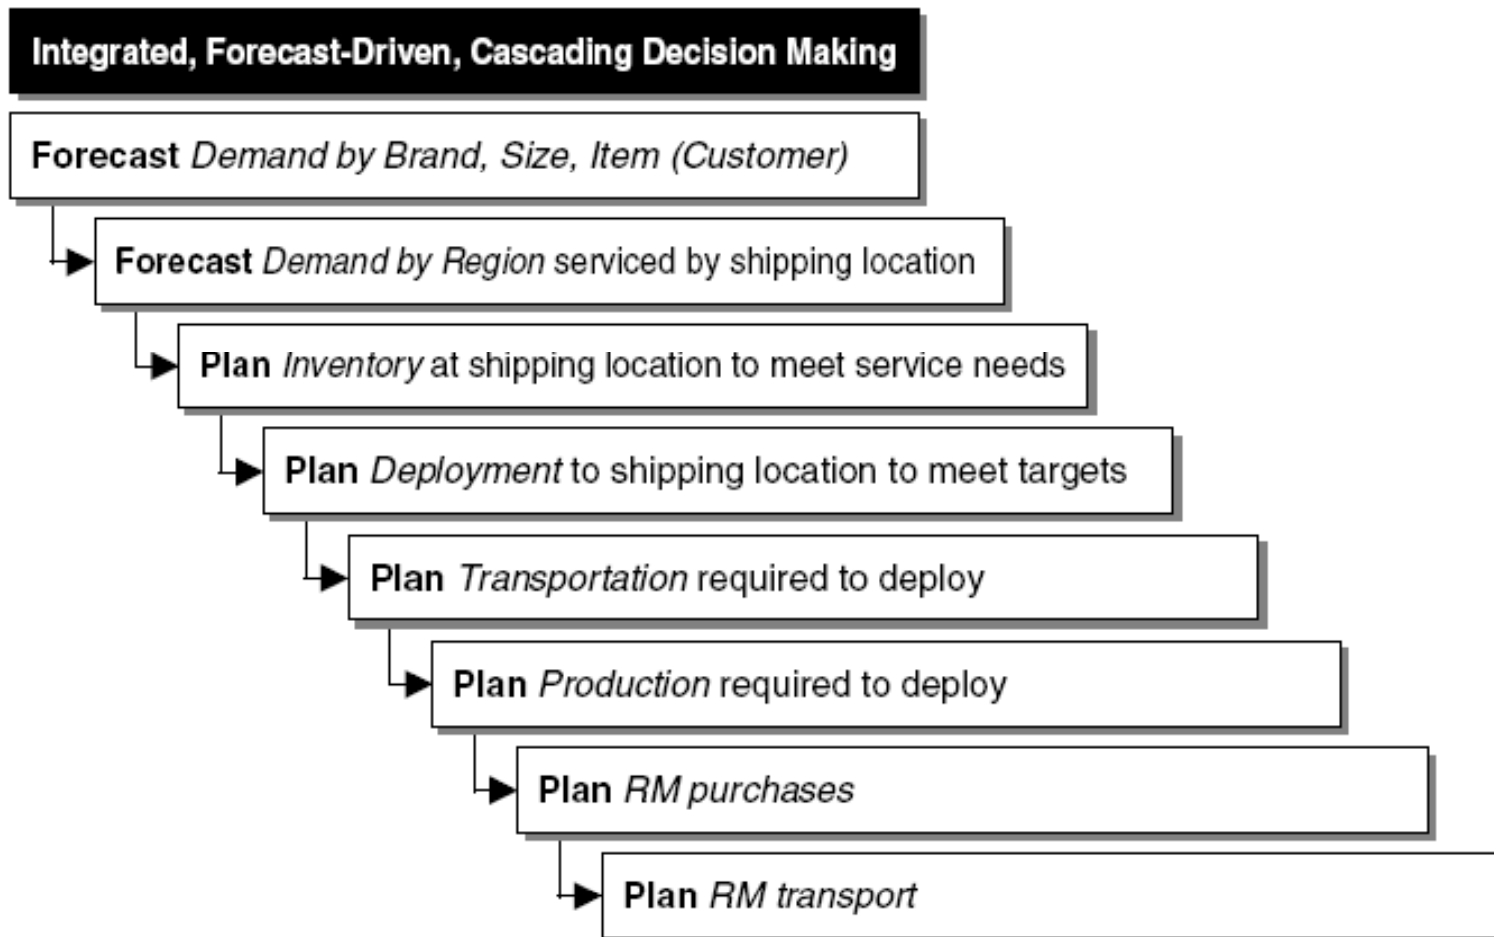 Integrated, Forecast-Driven, Cascading Decision Making
Forecast Demand by Brand, Size, Item (Customer)
Forecast Demand by Region serviced by shipping location
Plan Inventory at shipping location to meet service needs
Plan Deployment to shipping location to meet targets
Plan Transportation required to deploy
Plan Production required to deploy
Plan RM purchases
Plan RM transport